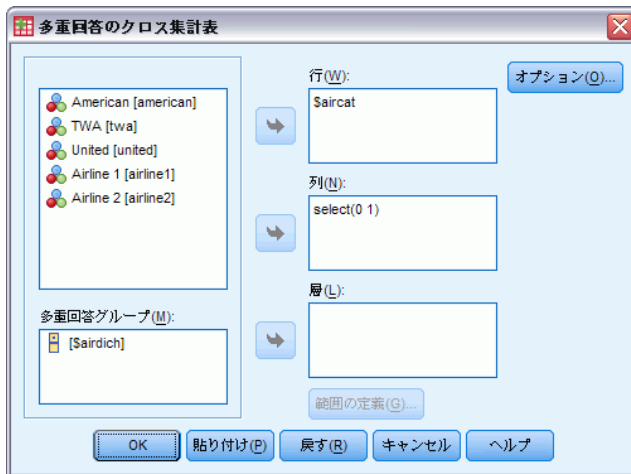 多重回答のクロス集計表
American [american]
TWA [twa]
United [united]
Airline 1 [airline1]
Airline 2 [airline2]
多重回答グループ(M):
[$airdich]
行(W):
$aircat
列(N):
select(0 1)
層(L):
範囲の定義(G)...
オプション(O)...
OK
貼り付け(P)
戻す(R)
キャンセル
ヘルプ